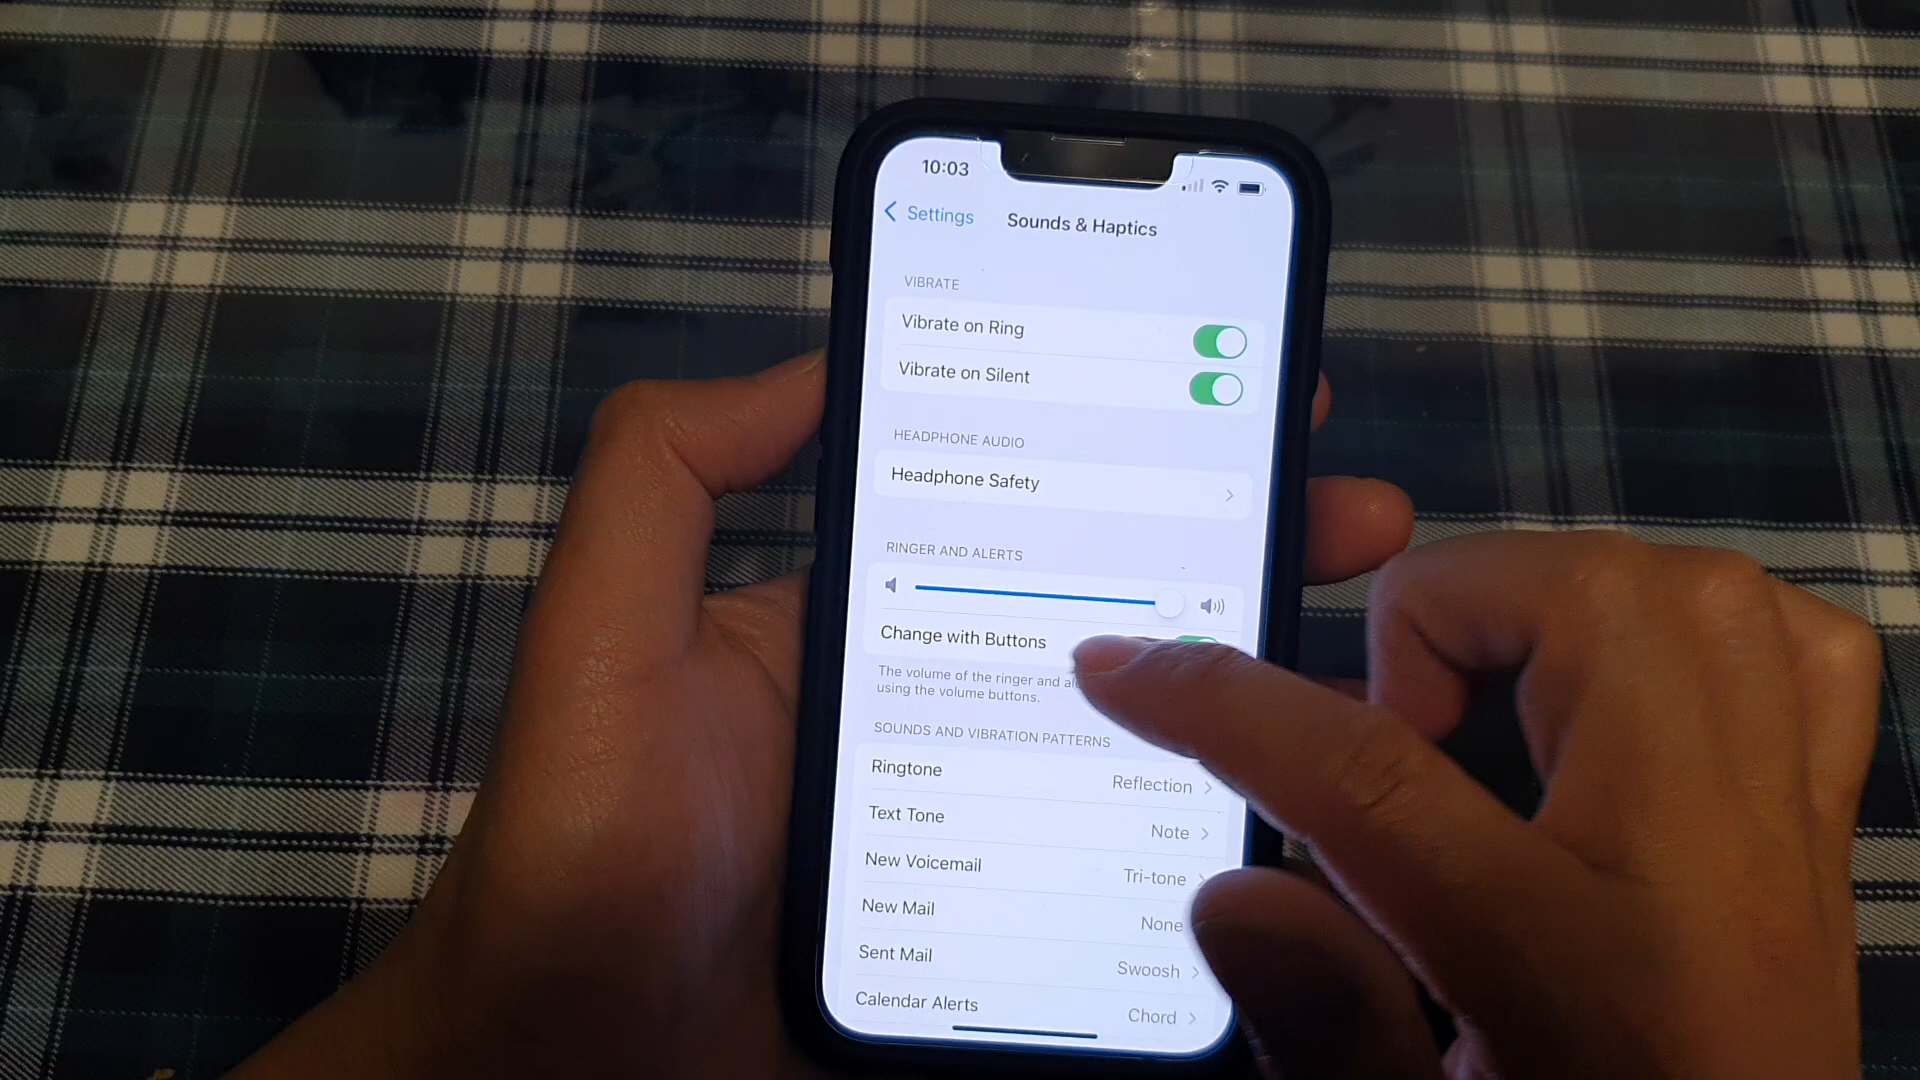 10:03
Settings
Sounds & Haptics
VIBRATE
Vibrate on Ring
Vibrate on Silent
HEADPHONE AUDIO
Headphone Safety
RINGER AND ALERTS
Change with Buttons
The volume of the ringer and
using the volume buttons.
SOUNDS AND VIBRATION PATTERNS
Ringtone Reflection
Text Tone Note
New Voicemail Tri-tone
New Mail None
Sent Mail Swoosh
Calendar Alerts Chord